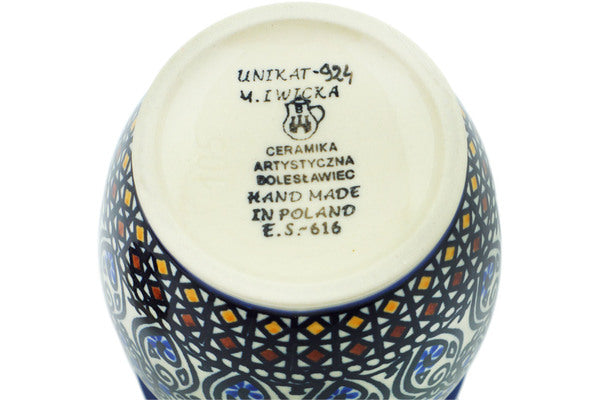 UNIKAT-924
M.IWICKA
B
CERAMIKA
ARTYSTYCZNA
BOLESŁAWIEC
HAND MADE
IN POLAND
E.S.-616